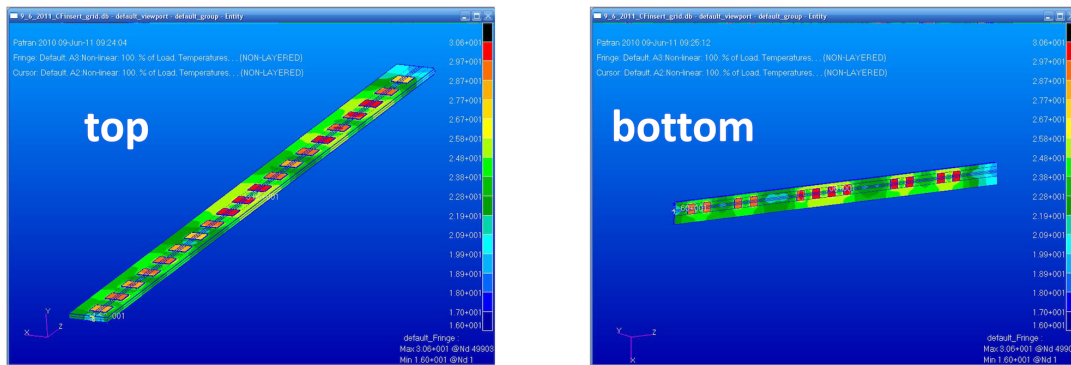 9_6_2011_CFinsert_grid.db - default_viewport - default_group - Entity
Patran 2010 09-Jun-11 09:24:04
Fringe: Default, A3:Non-linear: 100. % of Load. Temperatures, , , (NON-LAYERED)
Cursor: Default, A2:Non-linear: 100. % of Load. Temperatures, , , (NON-LAYERED)
top
3.06+001
2.97+001
2.87+001
2.77+001
2.67+001
2.58+001
2.48+001
2.38+001
2.28+001
2.19+001
2.09+001
1.99+001
1.89+001
1.80+001
1.70+001
1.60+001
X
Y
Z
default_Fringe :
Max 3.06+001 @Nd 49903
Min 1.60+001 @Nd 1
9_6_2011_CFinsert_grid.db - default_viewport - default_group - Entity
Patran 2010 09-Jun-11 09:25:12
Fringe: Default, A3:Non-linear: 100. % of Load. Temperatures, , , (NON-LAYERED)
Cursor: Default, A2:Non-linear: 100. % of Load. Temperatures, , , (NON-LAYERED)
bottom
3.06+001
2.97+001
2.87+001
2.77+001
2.67+001
2.58+001
2.48+001
2.38+001
2.28+001
2.19+001
2.09+001
1.99+001
1.89+001
1.80+001
1.70+001
1.60+001
Y
Z
X
default_Fringe :
Max 3.06+001 @Nd 4990
Min 1.60+001 @Nd 1